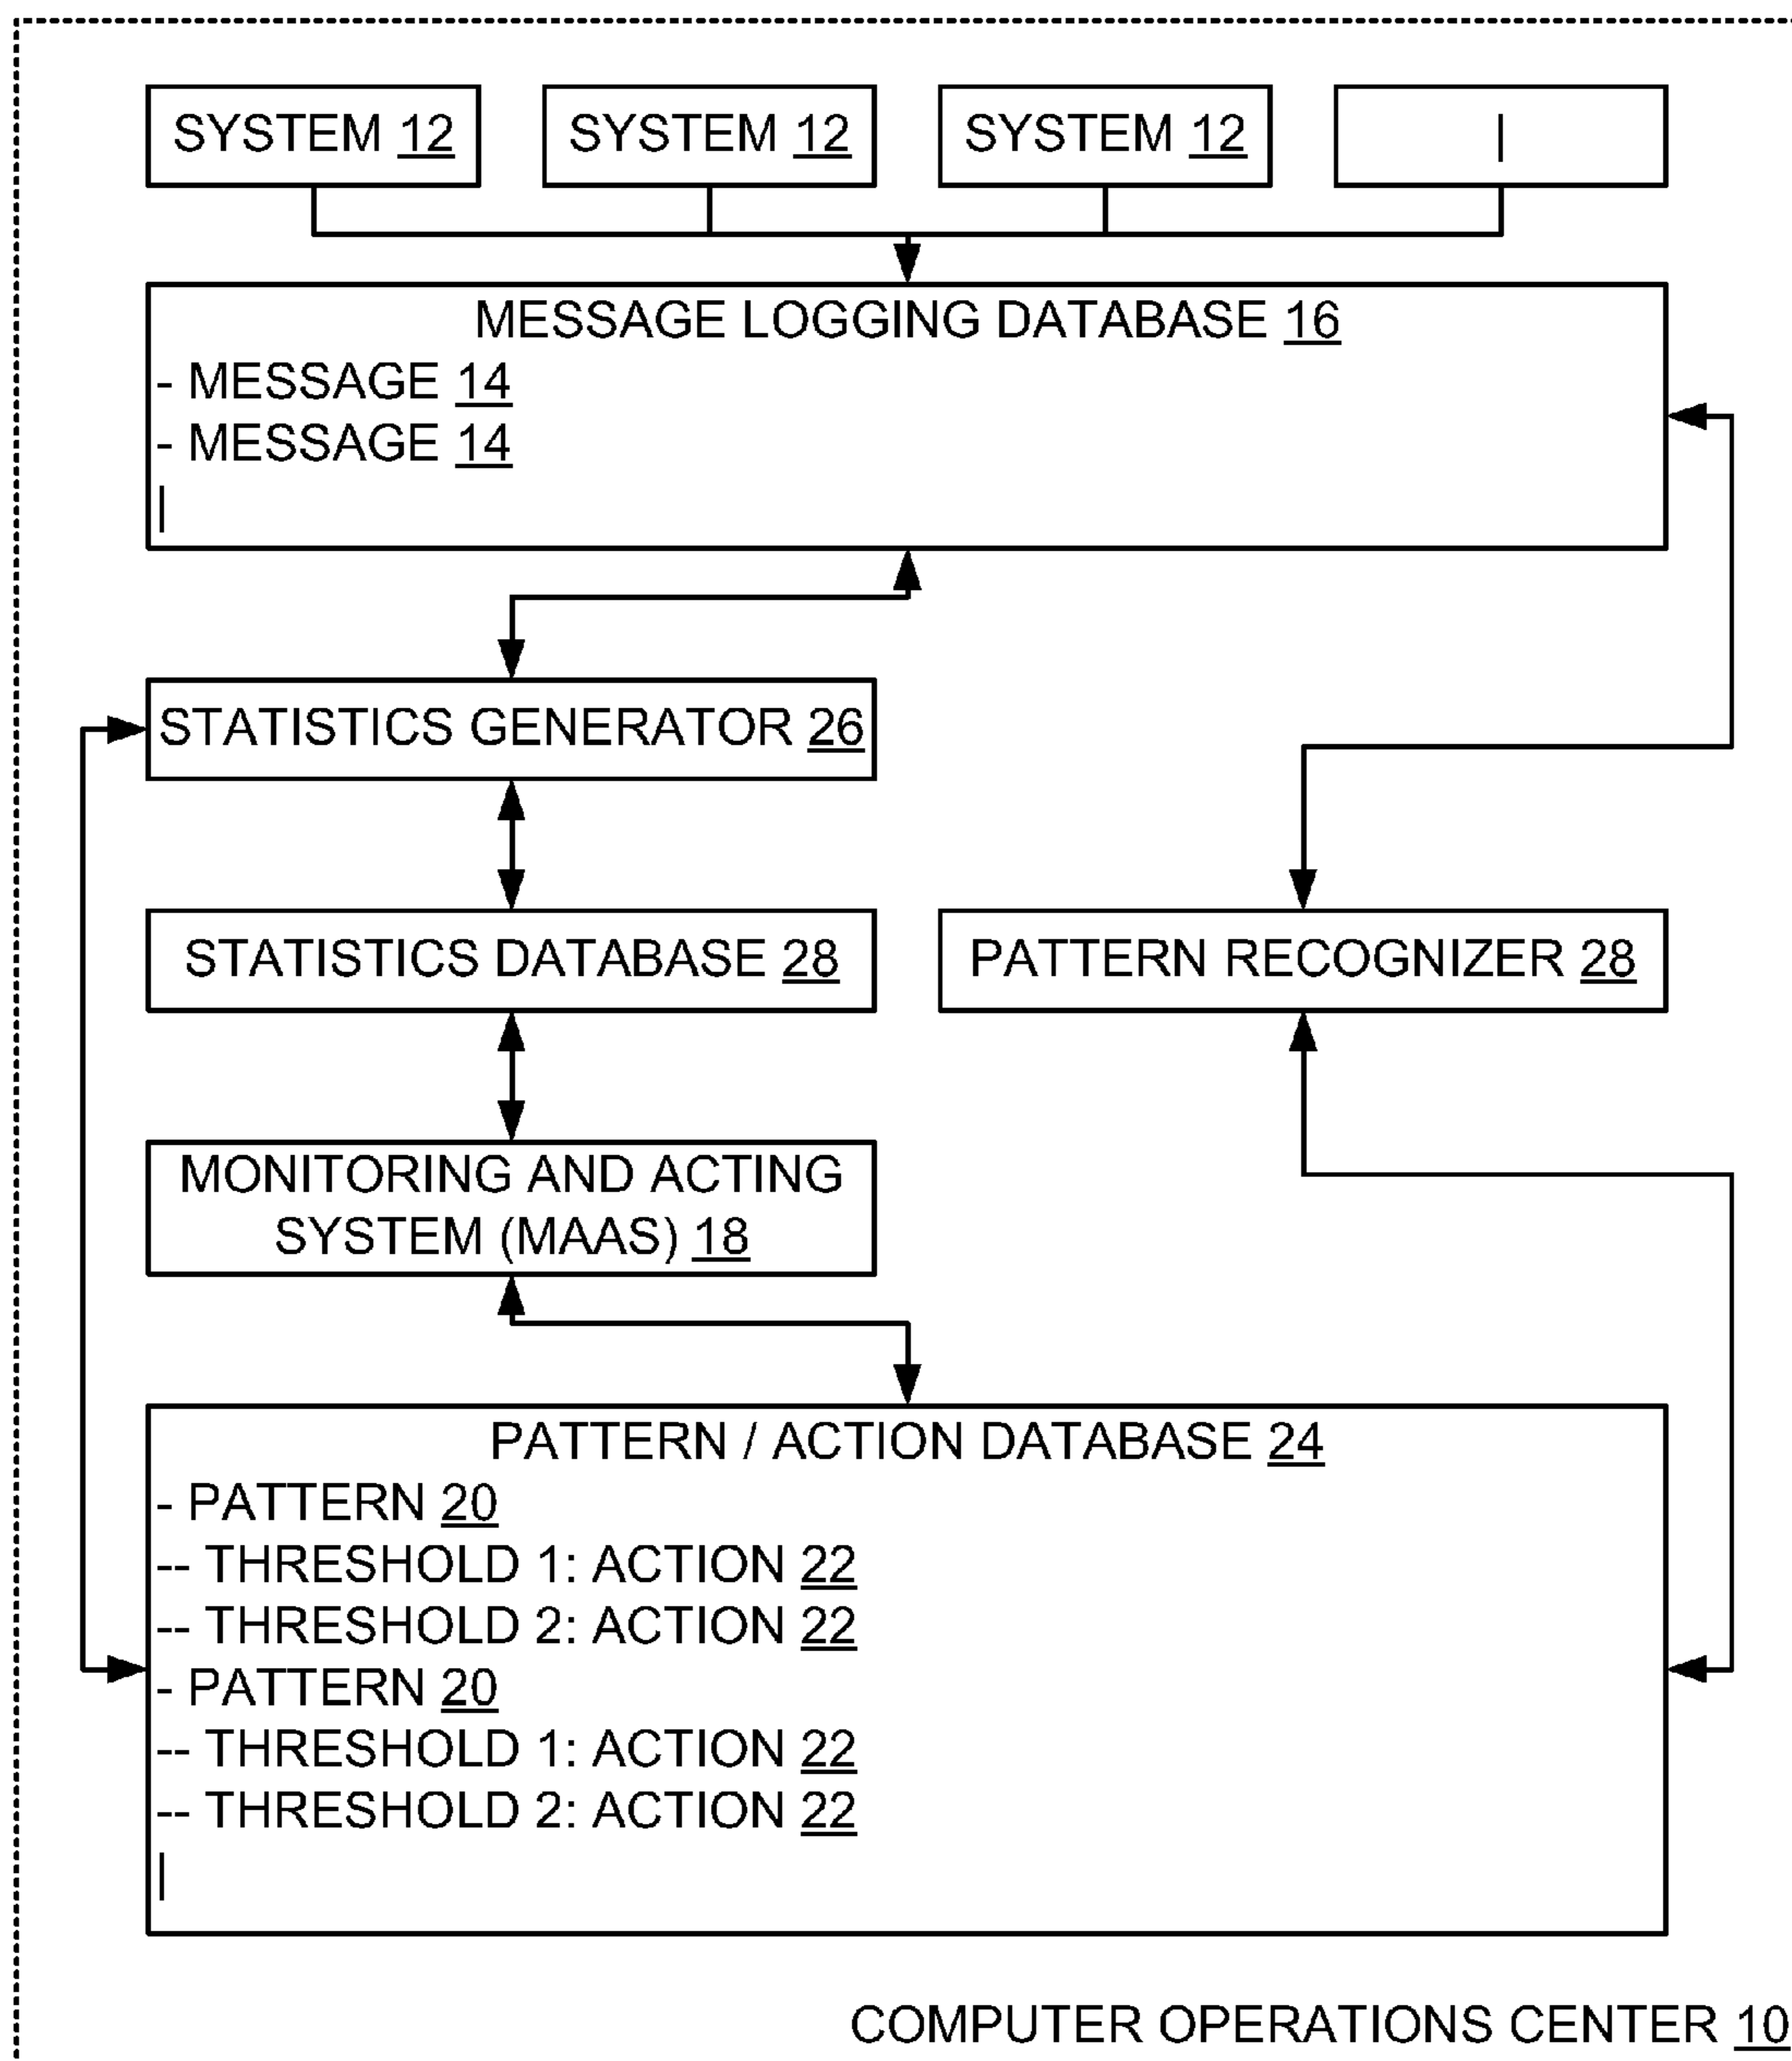 SYSTEM 12
SYSTEM 12
SYSTEM 12
|
MESSAGE LOGGING DATABASE 16
- MESSAGE 14
- MESSAGE 14
|
STATISTICS GENERATOR 26
STATISTICS DATABASE 28
PATTERN RECOGNIZER 28
MONITORING AND ACTING
SYSTEM (MAAS) 18
PATTERN / ACTION DATABASE 24
- PATTERN 20
-- THRESHOLD 1: ACTION 22
-- THRESHOLD 2: ACTION 22
- PATTERN 20
-- THRESHOLD 1: ACTION 22
-- THRESHOLD 2: ACTION 22
|
COMPUTER OPERATIONS CENTER 10